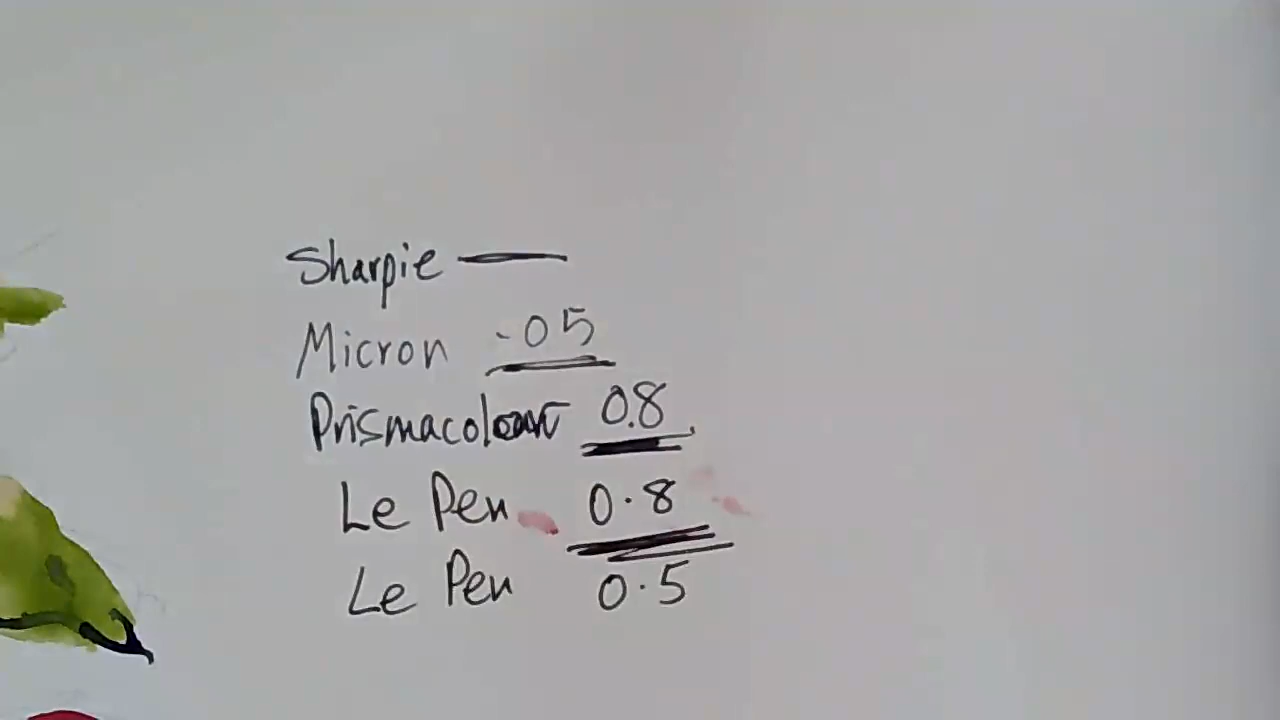 Sharpie —
Micron - 05
Prismacolour 0.8
Le Pen 0.8
Le Pen 0.5